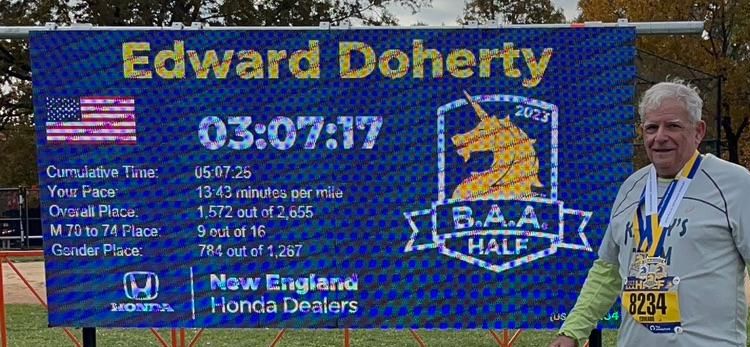 Edward Doherty
03:07:17
Cumulative Time: 05:07:25
Your Pace: 13:43 minutes per mile
Overall Place: 1,572 out of 2,655
M 70 to 74 Place: 9 out of 16
Gender Place: 784 out of 1,267
HONDA
New England
Honda Dealers
2023
B.A.A.
HALF
HALF
8234